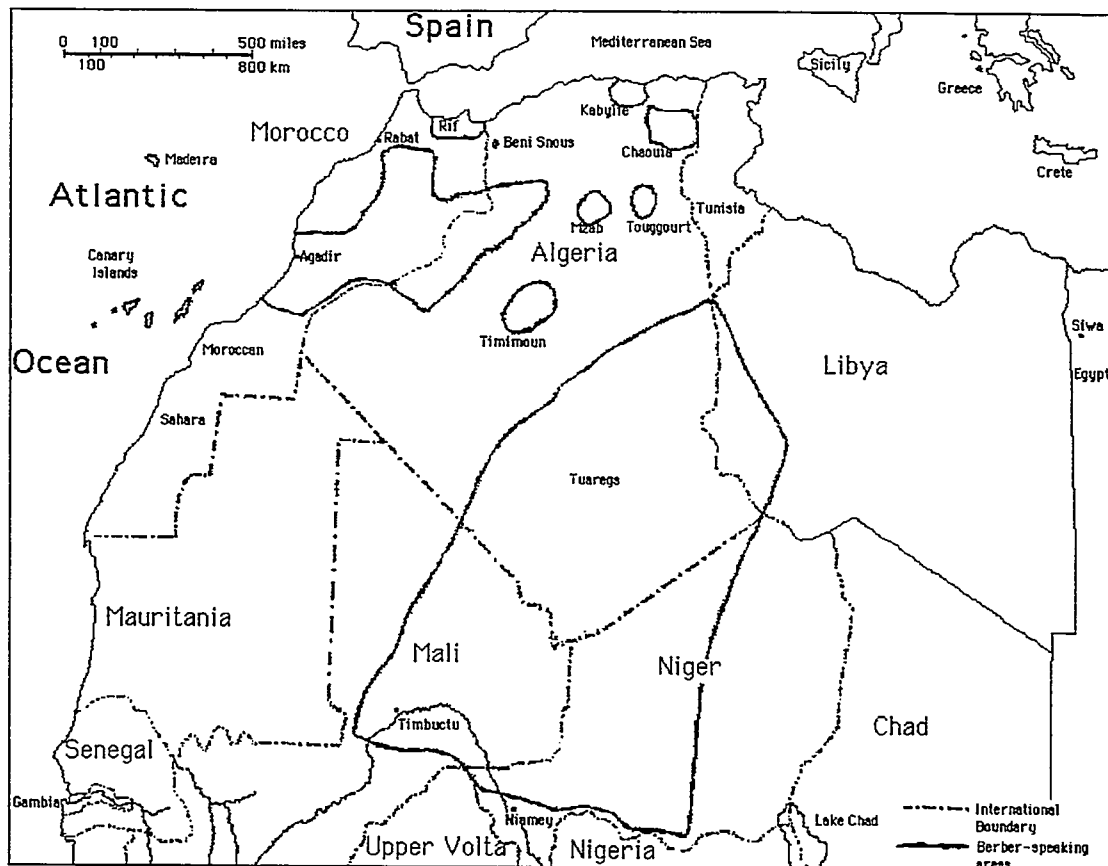 Spain
0 100 500 miles
100 800 km
Mediterranean Sea
Sicily
Greece
Kabylie
Morocco
Rif
Rabat
Beni Snous
Chaouia
Madeira
Crete
Atlantic
Mzab
Touggourt
Tunisia
Algeria
Agadir
Canary
Islands
Timimoun
Siwa
Ocean
Moroccan
Libya
Egypt
Sahara
Tuaregs
Mauritania
Mali
Niger
Timbuctu
Senegal
Chad
Gambia
Niamey
Lake Chad
International
Boundary
Upper Volta
Nigeria
Berber-speaking
areas